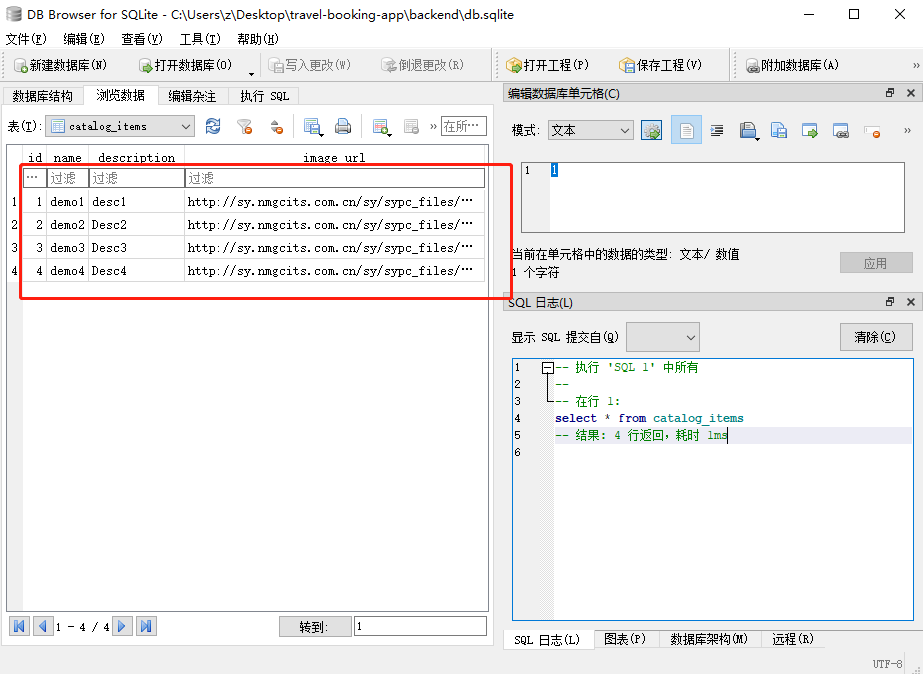 DB Browser for SQLite - C:\Users\z\Desktop\travel-booking-app\backend\db.sqlite
文件(F) 编辑(E) 查看(V) 工具(T) 帮助(H)
新建数据库(N) 打开数据库(O) 写入更改(W) 倒退更改(R) 打开工程(P) 保存工程(V) 附加数据库(A) »
数据库结构 浏览数据 编辑杂注 执行 SQL
表(T): catalog_items » 在所…
id name description image_url
… 过滤 过滤 过滤
1 1 demo1 desc1 http://sy.nmgcits.com.cn/sy/sypc_files/…
2 2 demo2 Desc2 http://sy.nmgcits.com.cn/sy/sypc_files/…
3 3 demo3 Desc3 http://sy.nmgcits.com.cn/sy/sypc_files/…
4 4 demo4 Desc4 http://sy.nmgcits.com.cn/sy/sypc_files/…
1 - 4 / 4 转到: 1
编辑数据库单元格(C)
模式: 文本 »
1 1
当前在单元格中的数据的类型: 文本/ 数值
1 个字符
应用
SQL 日志(L)
显示 SQL 提交自(Q) 清除(C)
1 -- 执行 'SQL 1' 中所有
2 --
3 -- 在行 1:
4 select * from catalog_items
5 -- 结果: 4 行返回，耗时 1ms
6
SQL 日志(L) 图表(P) 数据库架构(M) 远程(R)
UTF-8